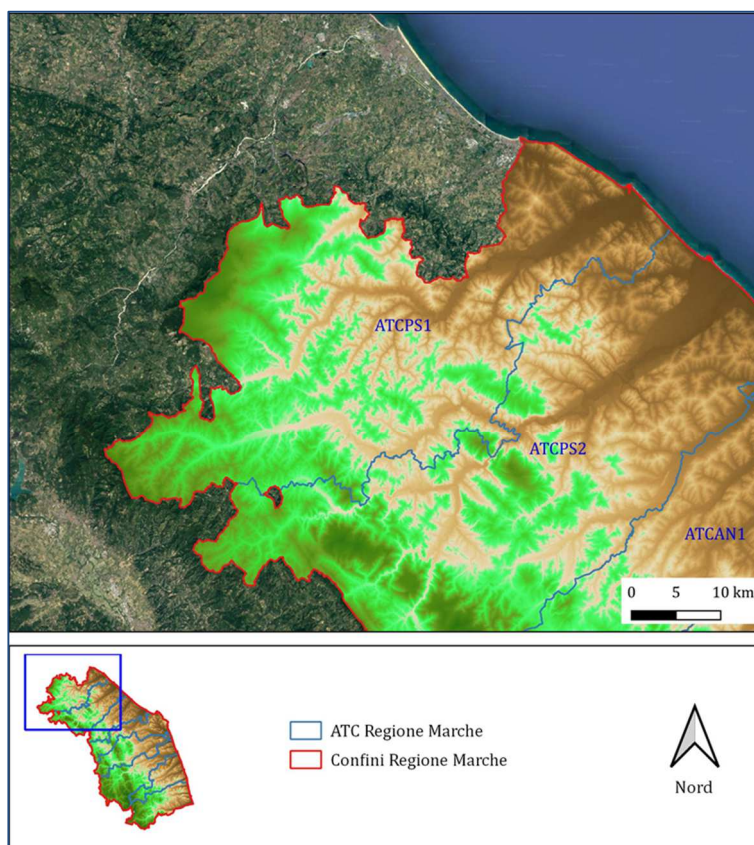 ATCPS1
ATCPS2
ATCAN1
0 5 10 km
ATC Regione Marche
Confini Regione Marche
Nord